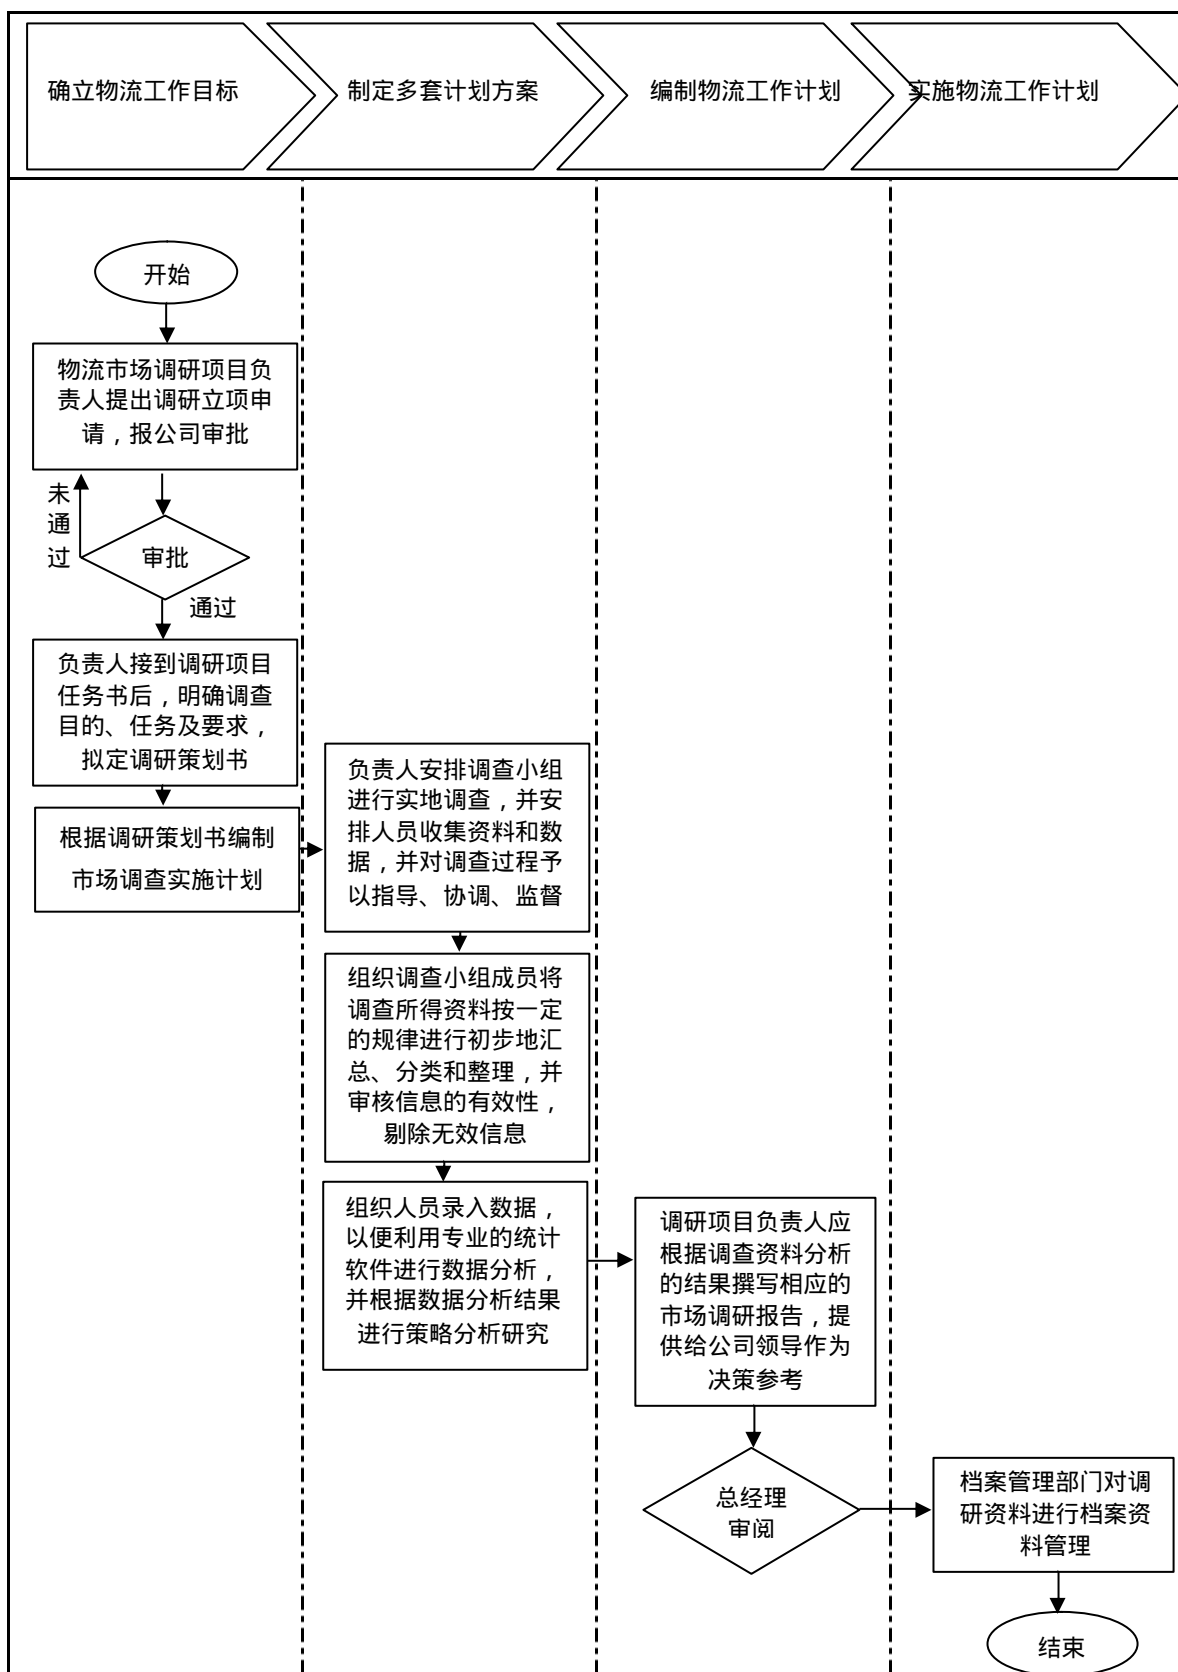 确立物流工作目标
制定多套计划方案
编制物流工作计划
实施物流工作计划
开始
物流市场调研项目负
责人提出调研立项申
请，报公司审批
未
通
过
审批
通过
负责人接到调研项目
任务书后，明确调查
目的、任务及要求，
拟定调研策划书
根据调研策划书编制
市场调查实施计划
负责人安排调查小组
进行实地调查，并安
排人员收集资料和数
据，并对调查过程予
以指导、协调、监督
组织调查小组成员将
调查所得资料按一定
的规律进行初步地汇
总、分类和整理，并
审核信息的有效性，
剔除无效信息
组织人员录入数据，
以便利用专业的统计
软件进行数据分析，
并根据数据分析结果
进行策略分析研究
调研项目负责人应
根据调查资料分析
的结果撰写相应的
市场调研报告，提
供给公司领导作为
决策参考
总经理
审阅
档案管理部门对调
研资料进行档案资
料管理
结束